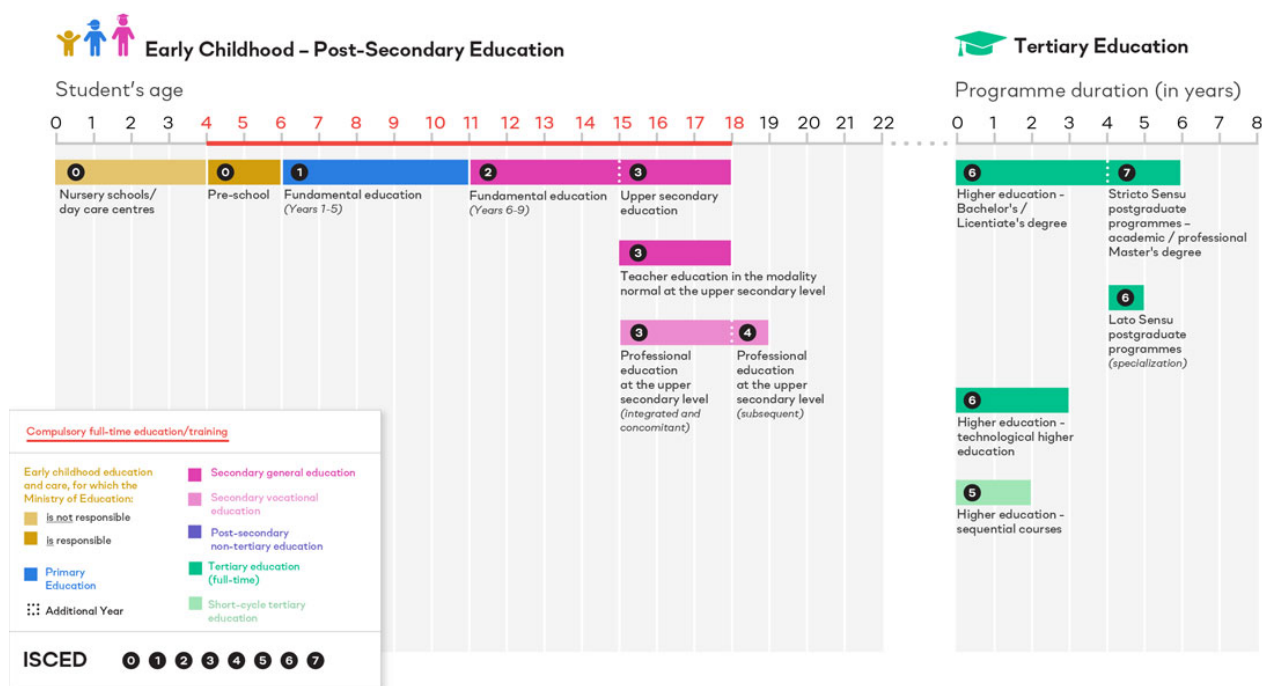 Early Childhood – Post-Secondary Education
Student's age
0 1 2 3 4 5 6 7 8 9 10 11 12 13 14 15 16 17 18 19 20 21 22
0
Nursery schools/
day care centres
0
Pre-school
1
Fundamental education
(Years 1-5)
2
Fundamental education
(Years 6-9)
3
Upper secondary
education
3
Teacher education in the modality
normal at the upper secondary level
3
Professional
education
at the upper
secondary level
(integrated and
concomitant)
4
Professional
education
at the upper
secondary level
(subsequent)
Tertiary Education
Programme duration (in years)
0 1 2 3 4 5 6 7 8
6
Higher education -
Bachelor's /
Licentiate's degree
7
Stricto Sensu
postgraduate
programmes –
academic / professional
Master's degree
6
Lato Sensu
postgraduate
programmes
(specialization)
6
Higher education -
technological higher
education
5
Higher education -
sequential courses
Compulsory full-time education/training
Early childhood education
and care, for which the
Ministry of Education:
is not responsible
is responsible
Primary
Education
Additional Year
Secondary general education
Secondary vocational
education
Post-secondary
non-tertiary education
Tertiary education
(full-time)
Short-cycle tertiary
education
ISCED 0 1 2 3 4 5 6 7